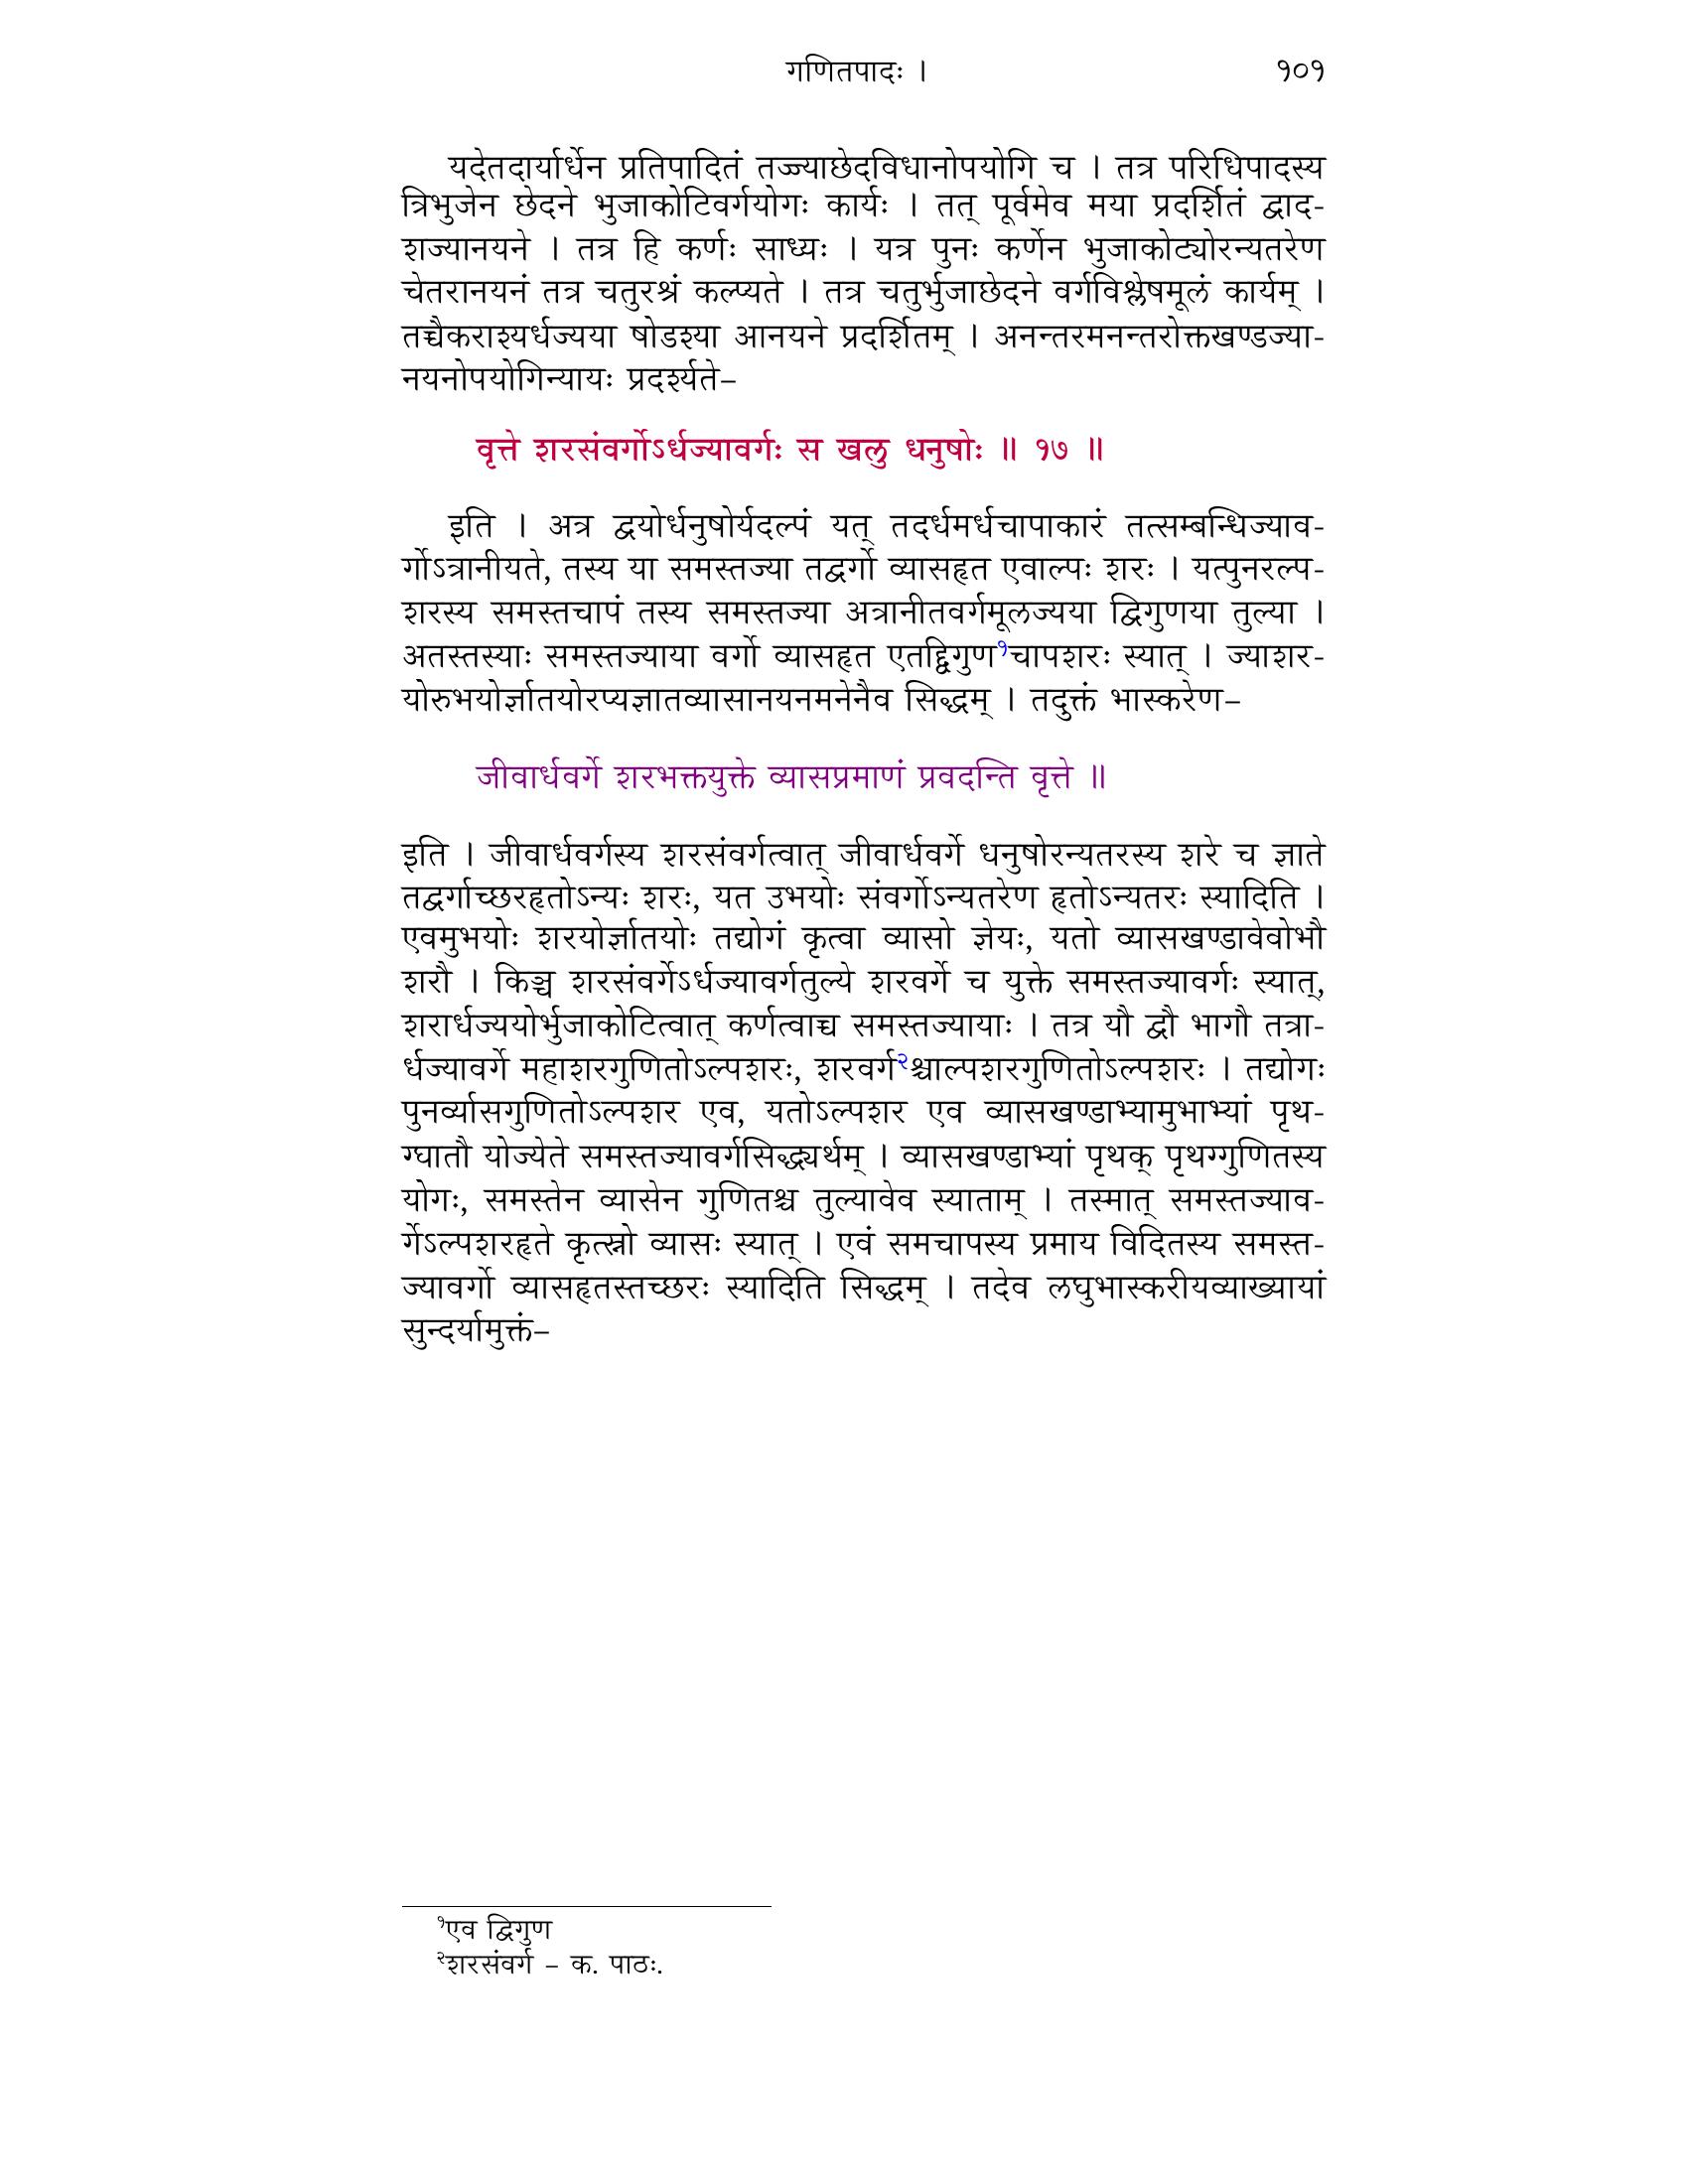 गणितपादः । १०१
यदेतदार्यार्धेन प्रतिपादितं तज्ज्याछेदविधानोपयोगि च । तत्र परिधिपादस्य
त्रिभुजेन छेदने भुजाकोटिवर्गयोगः कार्यः । तत् पूर्वमेव मया प्रदर्शितं द्वाद-
शज्यानयने । तत्र हि कर्णः साध्यः । यत्र पुनः कर्णेन भुजाकोट्योरन्यतरेण
चेतरानयनं तत्र चतुरश्रं कल्प्यते । तत्र चतुर्भुजाछेदने वर्गविश्लेषमूलं कार्यम् ।
तच्चैकराश्यर्धज्यया षोडश्या आनयने प्रदर्शितम् । अनन्तरमनन्तरोक्तखण्डज्या-
नयनोपयोगिन्यायः प्रदर्श्यते–
वृत्ते शरसंवर्गोऽर्धज्यावर्गः स खलु धनुषोः ॥ १७ ॥
इति । अत्र द्वयोर्धनुषोर्यदल्पं यत् तदर्धमर्धचापाकारं तत्सम्बन्धिज्याव-
र्गोऽत्रानीयते, तस्य या समस्तज्या तद्वर्गो व्यासहृत एवाल्पः शरः । यत्पुनरल्प-
शरस्य समस्तचापं तस्य समस्तज्या अत्रानीतवर्गमूलज्यया द्विगुणया तुल्या ।
अतस्तस्याः समस्तज्याया वर्गो व्यासहृत एतद्द्विगुण१चापशरः स्यात् । ज्याशर-
योरुभयोर्ज्ञातयोरप्यज्ञातव्यासानयनमनेनैव सिद्धम् । तदुक्तं भास्करेण–
जीवार्धवर्गे शरभक्तयुक्ते व्यासप्रमाणं प्रवदन्ति वृत्ते ॥
इति । जीवार्धवर्गस्य शरसंवर्गत्वात् जीवार्धवर्गे धनुषोरन्यतरस्य शरे च ज्ञाते
तद्वर्गाच्छरहृतोऽन्यः शरः, यत उभयोः संवर्गोऽन्यतरेण हृतोऽन्यतरः स्यादिति ।
एवमुभयोः शरयोर्ज्ञातयोः तद्योगं कृत्वा व्यासो ज्ञेयः, यतो व्यासखण्डावेवोभौ
शरौ । किञ्च शरसंवर्गेऽर्धज्यावर्गतुल्ये शरवर्गे च युक्ते समस्तज्यावर्गः स्यात्,
शरार्धज्ययोर्भुजाकोटित्वात् कर्णत्वाच्च समस्तज्यायाः । तत्र यौ द्वौ भागौ तत्रा-
र्धज्यावर्गे महाशरगुणितोऽल्पशरः, शरवर्ग२श्चाल्पशरगुणितोऽल्पशरः । तद्योगः
पुनर्व्यासगुणितोऽल्पशर एव, यतोऽल्पशर एव व्यासखण्डाभ्यामुभाभ्यां पृथ-
ग्घातौ योज्येते समस्तज्यावर्गसिद्ध्यर्थम् । व्यासखण्डाभ्यां पृथक् पृथग्गुणितस्य
योगः, समस्तेन व्यासेन गुणितश्च तुल्यावेव स्याताम् । तस्मात् समस्तज्याव-
र्गेऽल्पशरहृते कृत्स्नो व्यासः स्यात् । एवं समचापस्य प्रमाय विदितस्य समस्त-
ज्यावर्गो व्यासहृतस्तच्छरः स्यादिति सिद्धम् । तदेव लघुभास्करीयव्याख्यायां
सुन्दर्यामुक्तं–
१एव द्विगुण
२शरसंवर्ग – क. पाठः.